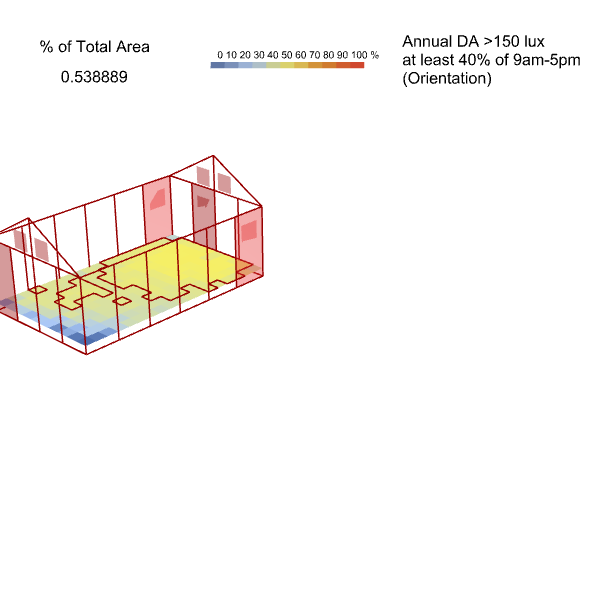 % of Total Area
0.538889
0 10 20 30 40 50 60 70 80 90 100 %
Annual DA >150 lux
at least 40% of 9am-5pm
(Orientation)